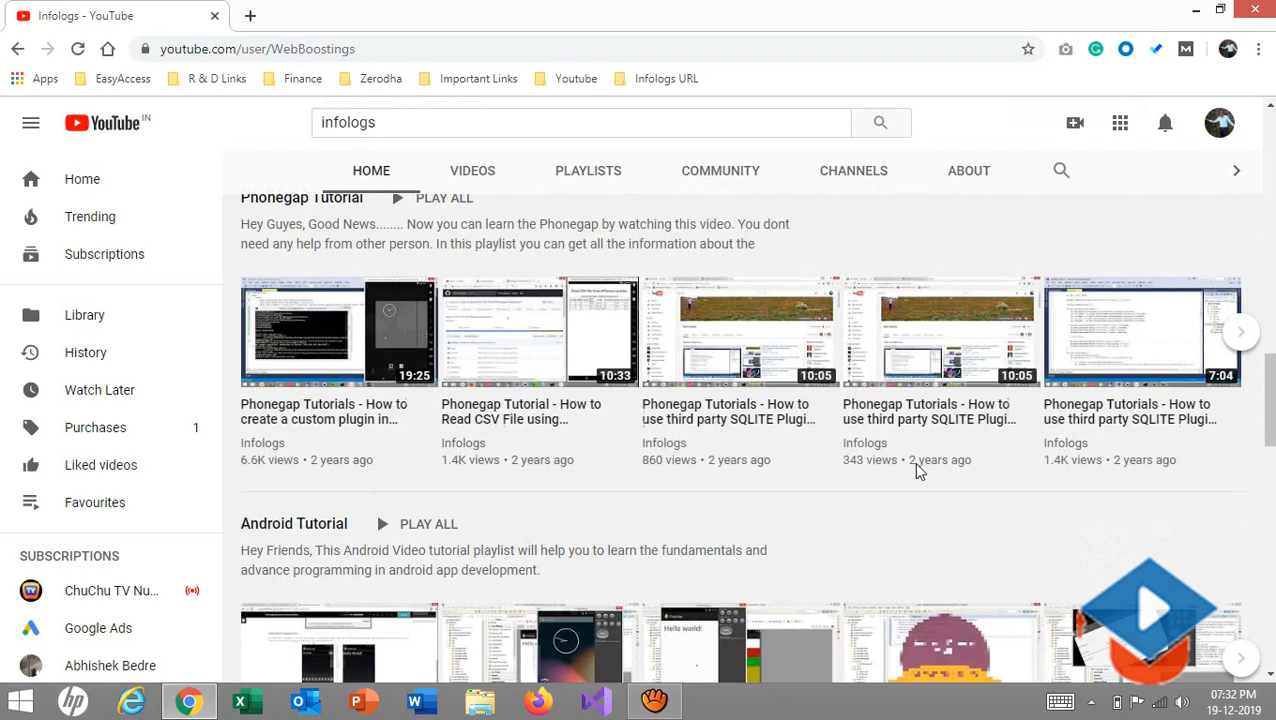 Infologs - YouTube
youtube.com/user/WebBoostings
Apps EasyAccess R & D Links Finance Zerodha Important Links Youtube Infologs URL
YouTube IN
infologs
HOME VIDEOS PLAYLISTS COMMUNITY CHANNELS ABOUT
Home
Trending
Subscriptions
Library
History
Watch Later
Purchases 1
Liked videos
Favourites
SUBSCRIPTIONS
ChuChu TV Nu...
Google Ads
Abhishek Bedre
Phonegap Tutorial PLAY ALL
Hey Guyes, Good News........ Now you can learn the Phonegap by watching this video. You dont
need any help from other person. In this playlist you can get all the information about the
19:25
10:33
10:05
10:05
7:04
Phonegap Tutorials - How to
create a custom plugin in...
Infologs
6.6K views • 2 years ago
Phonegap Tutorial - How to
Read CSV File using...
Infologs
1.4K views • 2 years ago
Phonegap Tutorials - How to
use third party SQLITE Plugi...
Infologs
860 views • 2 years ago
Phonegap Tutorials - How to
use third party SQLITE Plugi...
Infologs
343 views • 2 years ago
Phonegap Tutorials - How to
use third party SQLITE Plugi...
Infologs
1.4K views • 2 years ago
Android Tutorial PLAY ALL
Hey Friends, This Android Video tutorial playlist will help you to learn the fundamentals and
advance programming in android app development.
Hello world!
07:32 PM
19-12-2019